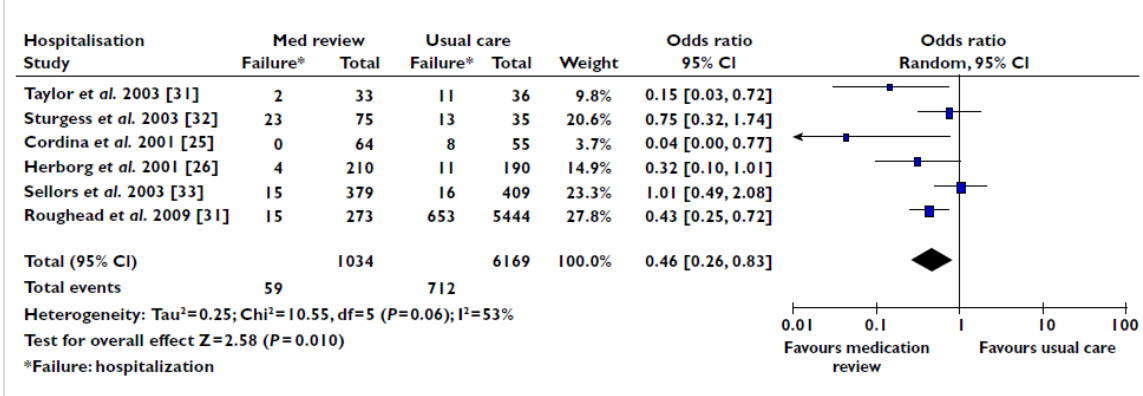 Hospitalisation Med review Usual care Odds ratio Odds ratio
Study Failure* Total Failure* Total Weight 95% CI Random, 95% CI
Taylor et al. 2003 [31] 2 33 11 36 9.8% 0.15 [0.03, 0.72]
Sturgess et al. 2003 [32] 23 75 13 35 20.6% 0.75 [0.32, 1.74]
Cordina et al. 2001 [25] 0 64 8 55 3.7% 0.04 [0.00, 0.77]
Herborg et al. 2001 [26] 4 210 11 190 14.9% 0.32 [0.10, 1.01]
Sellors et al. 2003 [33] 15 379 16 409 23.3% 1.01 [0.49, 2.08]
Roughead et al. 2009 [31] 15 273 653 5444 27.8% 0.43 [0.25, 0.72]
Total (95% CI) 1034 6169 100.0% 0.46 [0.26, 0.83]
Total events 59 712
Heterogeneity: Tau²=0.25; Chi²=10.55, df=5 (P=0.06); I²=53%
Test for overall effect Z=2.58 (P=0.010)
*Failure: hospitalization
0.01 0.1 1 10 100
Favours medication Favours usual care
review